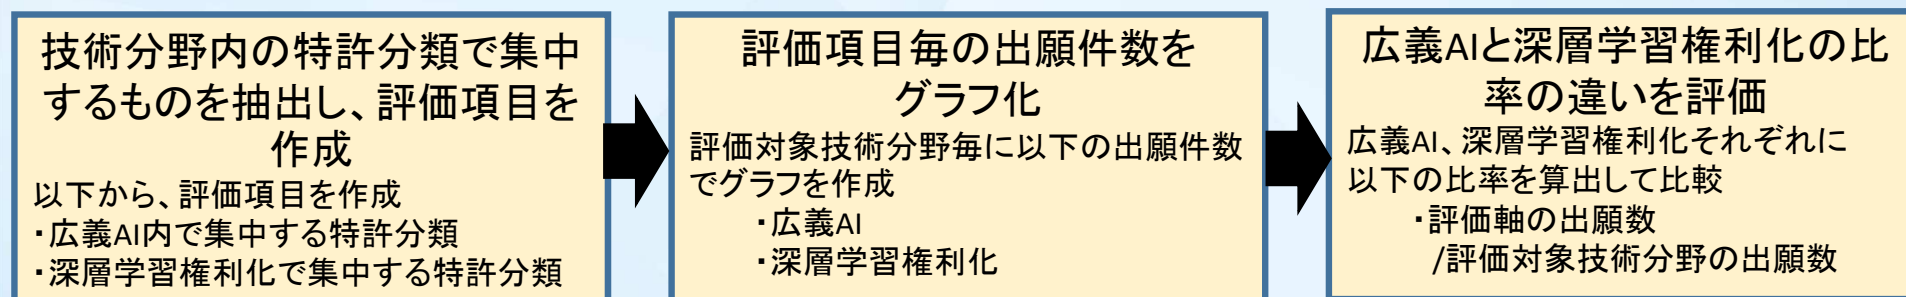 技術分野内の特許分類で集中
するものを抽出し、評価項目を
作成
以下から、評価項目を作成
・広義AI内で集中する特許分類
・深層学習権利化で集中する特許分類
評価項目毎の出願件数を
グラフ化
評価対象技術分野毎に以下の出願件数
でグラフを作成
・広義AI
・深層学習権利化
広義AIと深層学習権利化の比
率の違いを評価
広義AI、深層学習権利化それぞれに
以下の比率を算出して比較
・評価軸の出願数
/評価対象技術分野の出願数